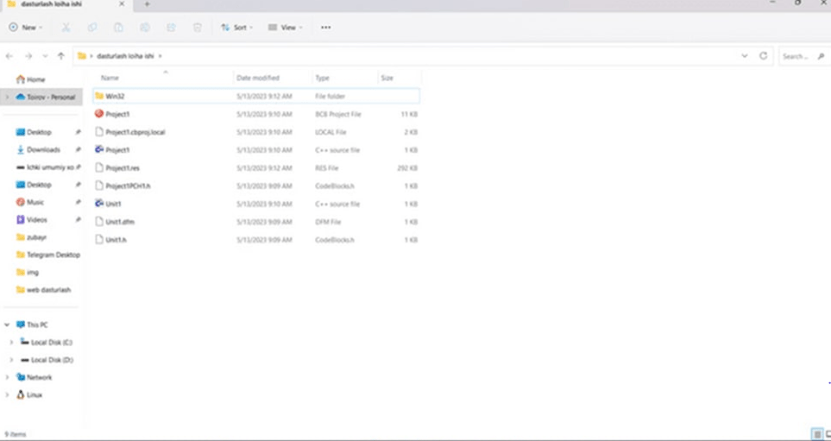 dasturlash loiha ishi
New
Sort
View
dasturlash loiha ishi
Search...
Name Date modified Type Size
Win32 5/13/2023 9:12 AM File folder
Project1 5/13/2023 9:10 AM BCB Project File 11 KB
Project1.cbproj.local 5/13/2023 9:10 AM LOCAL File 2 KB
Project1 5/13/2023 9:10 AM C++ source file 1 KB
Project1.res 5/13/2023 9:12 AM RES File 292 KB
Project1PCH1.h 5/13/2023 9:09 AM CodeBlocks.h 1 KB
Unit1 5/13/2023 9:10 AM C++ source file 1 KB
Unit1.dfm 5/13/2023 9:09 AM DFM File 1 KB
Unit1.h 5/13/2023 9:09 AM CodeBlocks.h 1 KB
Home
Toirov - Personal
Desktop
Downloads
Ichki umumiy xo
Desktop
Music
Videos
zubayr
Telegram Desktop
img
web dasturlash
This PC
Local Disk (C:)
Local Disk (D:)
Network
Linux
9 items